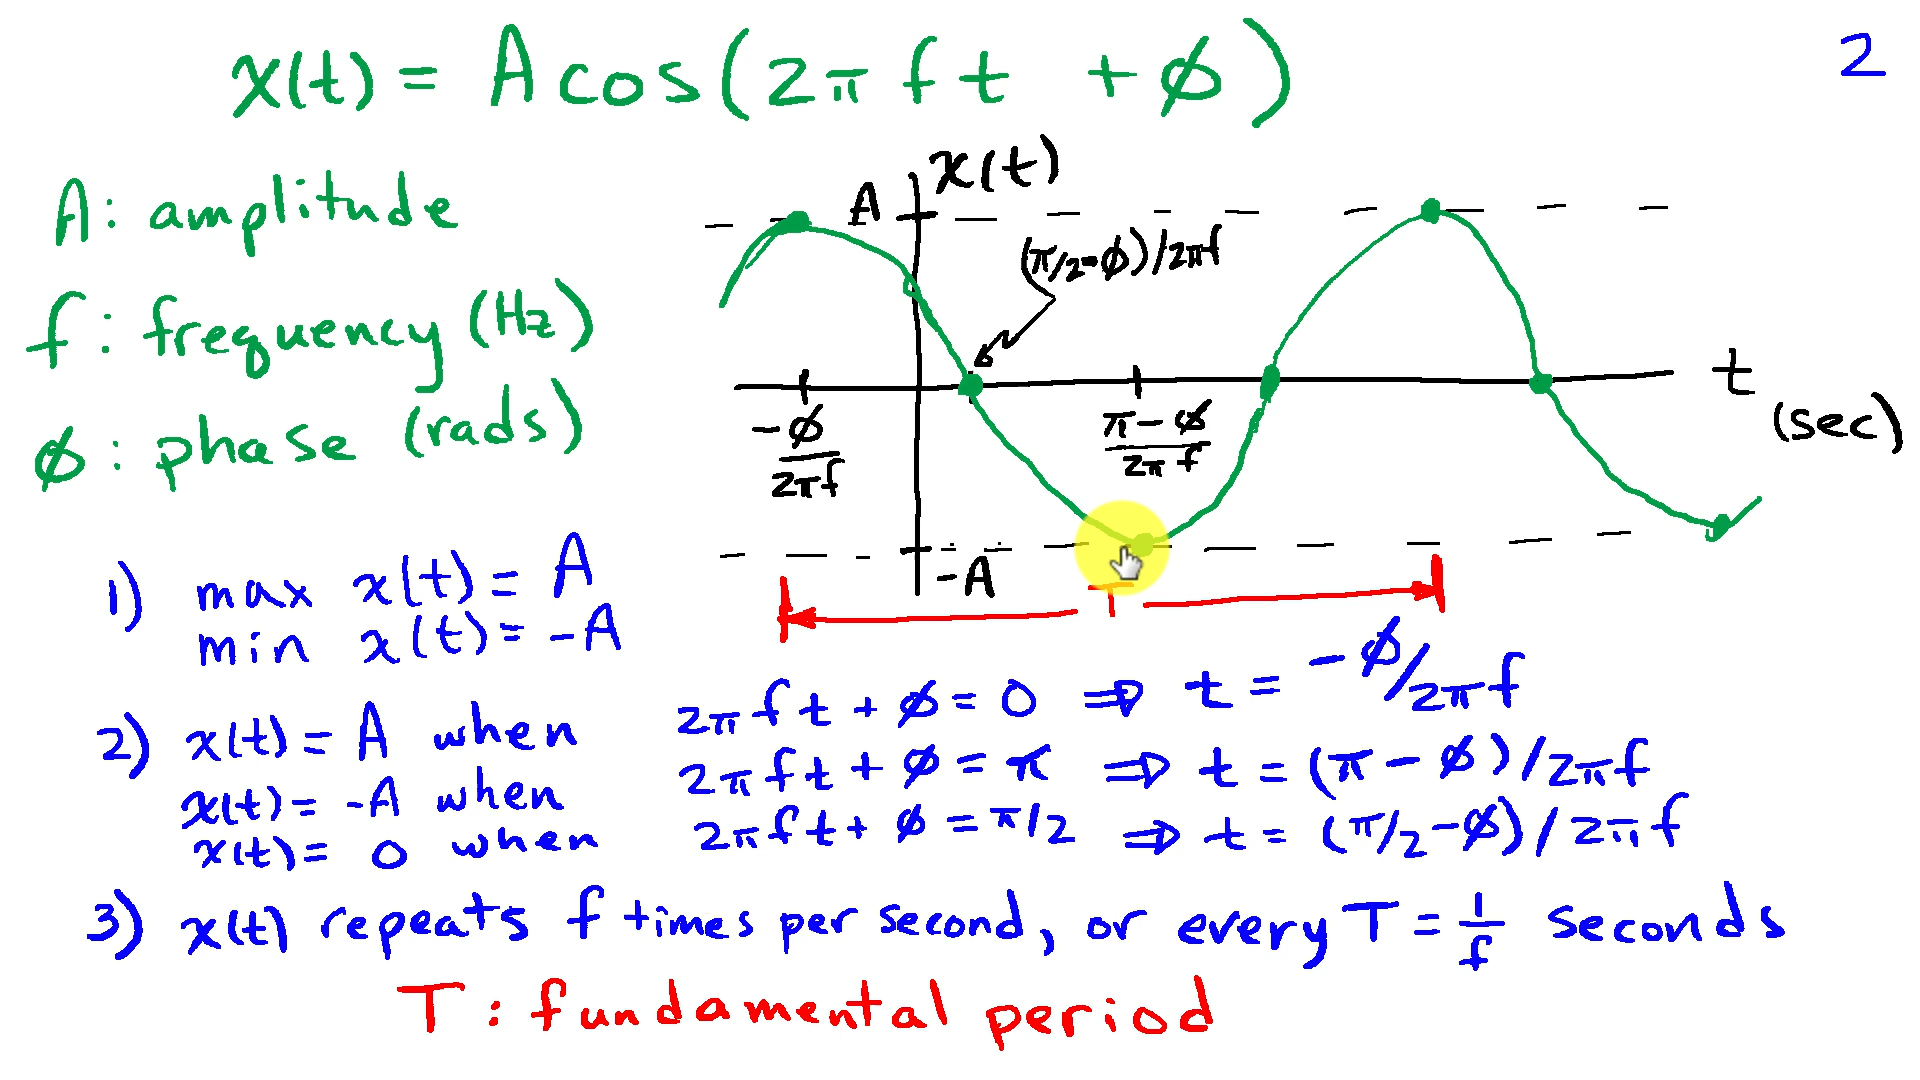 x(t) = A cos(2π f t + ϕ)
2
A: amplitude
f: frequency (Hz)
ϕ: phase (rads)
x(t)
A
(π/2-ϕ)/2πf
t
(sec)
-ϕ/2πf
π-ϕ/2πf
-A
T
1) max x(t) = A
min x(t) = -A
2) x(t) = A when 2πft + ϕ = 0 ⇒ t = -ϕ/2πf
x(t) = -A when 2πft + ϕ = π ⇒ t = (π-ϕ)/2πf
x(t) = 0 when 2πft + ϕ = π/2 ⇒ t = (π/2-ϕ)/2πf
3) x(t) repeats f times per second, or every T = 1/f seconds
T: fundamental period